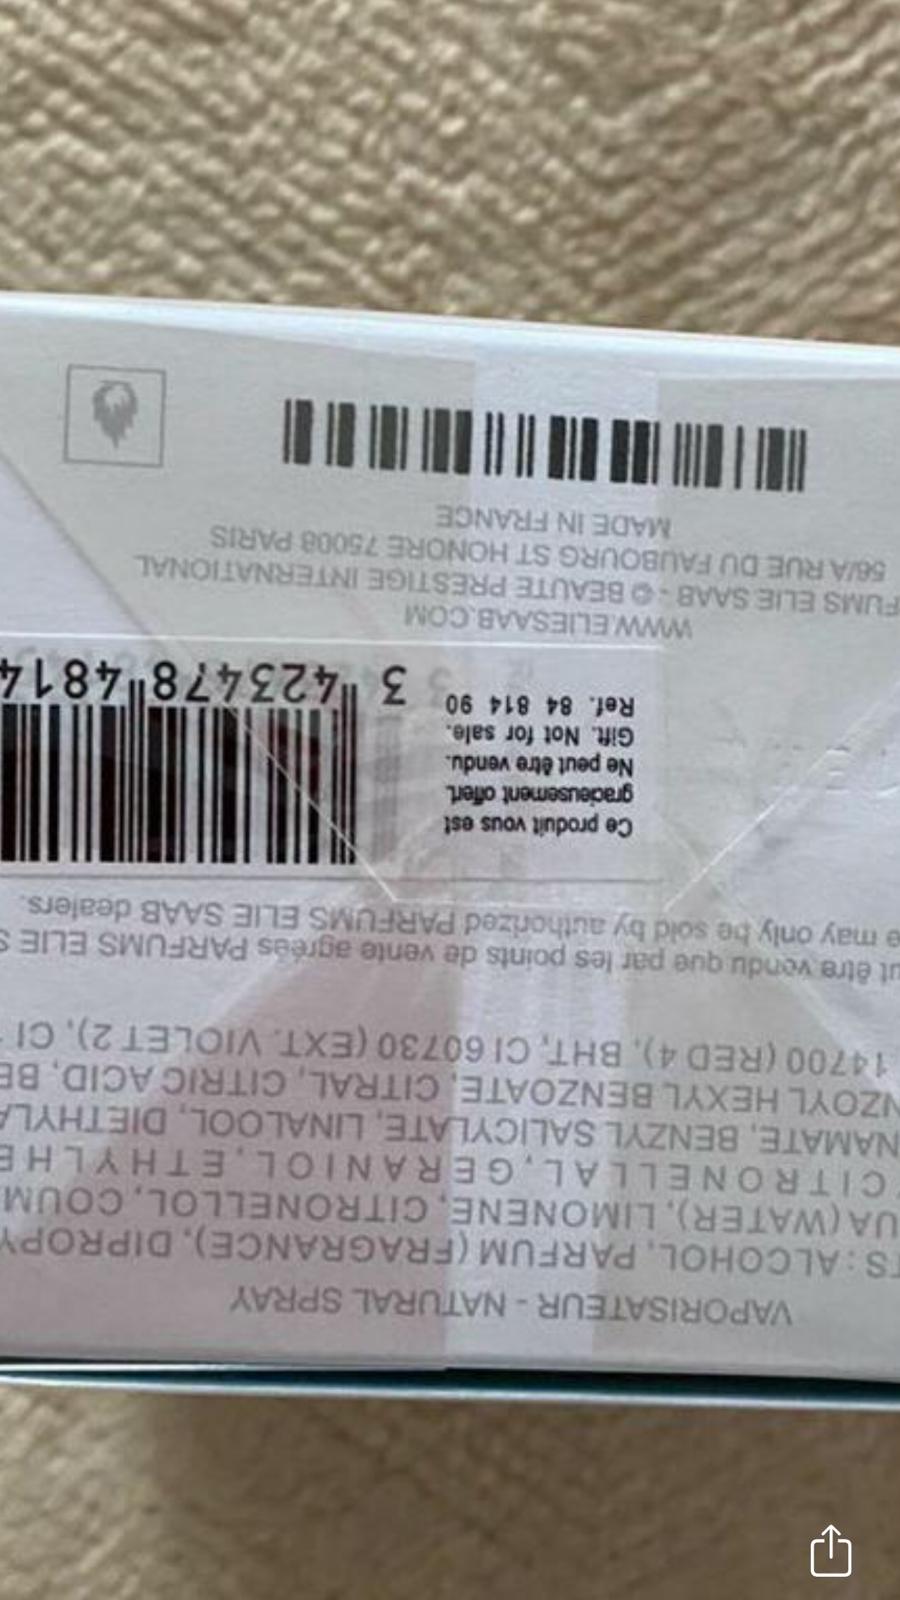 VAPORISATEUR - NATURAL SPRAY
TS : ALCOHOL, PARFUM (FRAGRANCE), DIPROPY
UA (WATER), LIMONENE, CITRONELLOL, COUM
CITRONELLAL, GERANIOL, ETHYLHE
NAMATE, BENZYL SALICYLATE, LINALOOL, DIETHYLA
NZOYL HEXYL BENZOATE, CITRAL, CITRIC ACID, BE
14700 (RED 4), BHT, CI 60730 (EXT. VIOLET 2), CI
ut être vendu que par les points de vente agréés PARFUMS ELIE S
e may only be sold by authorized PARFUMS ELIE SAAB dealers.
Ce produit vous est
gracieusement offert.
Ne peut être vendu.
Gift. Not for sale.
Ref. 84 814 90
3 423478 4814
WWW.ELIESAAB.COM
FUMS ELIE SAAB - © BEAUTE PRESTIGE INTERNATIONAL
56/A RUE DU FAUBOURG ST HONORE 75008 PARIS
MADE IN FRANCE